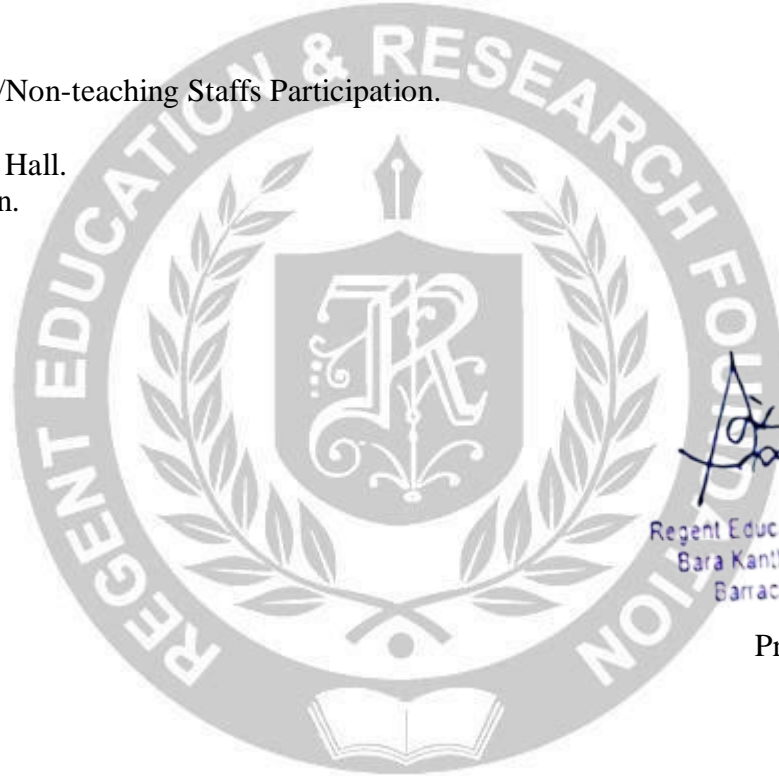 /Non-teaching Staffs Participation.
Hall.
n.
REGENT EDUCATION & RESEARCH FOUNDATION
Regent Educ
Bara Kant
Barrac
Pr